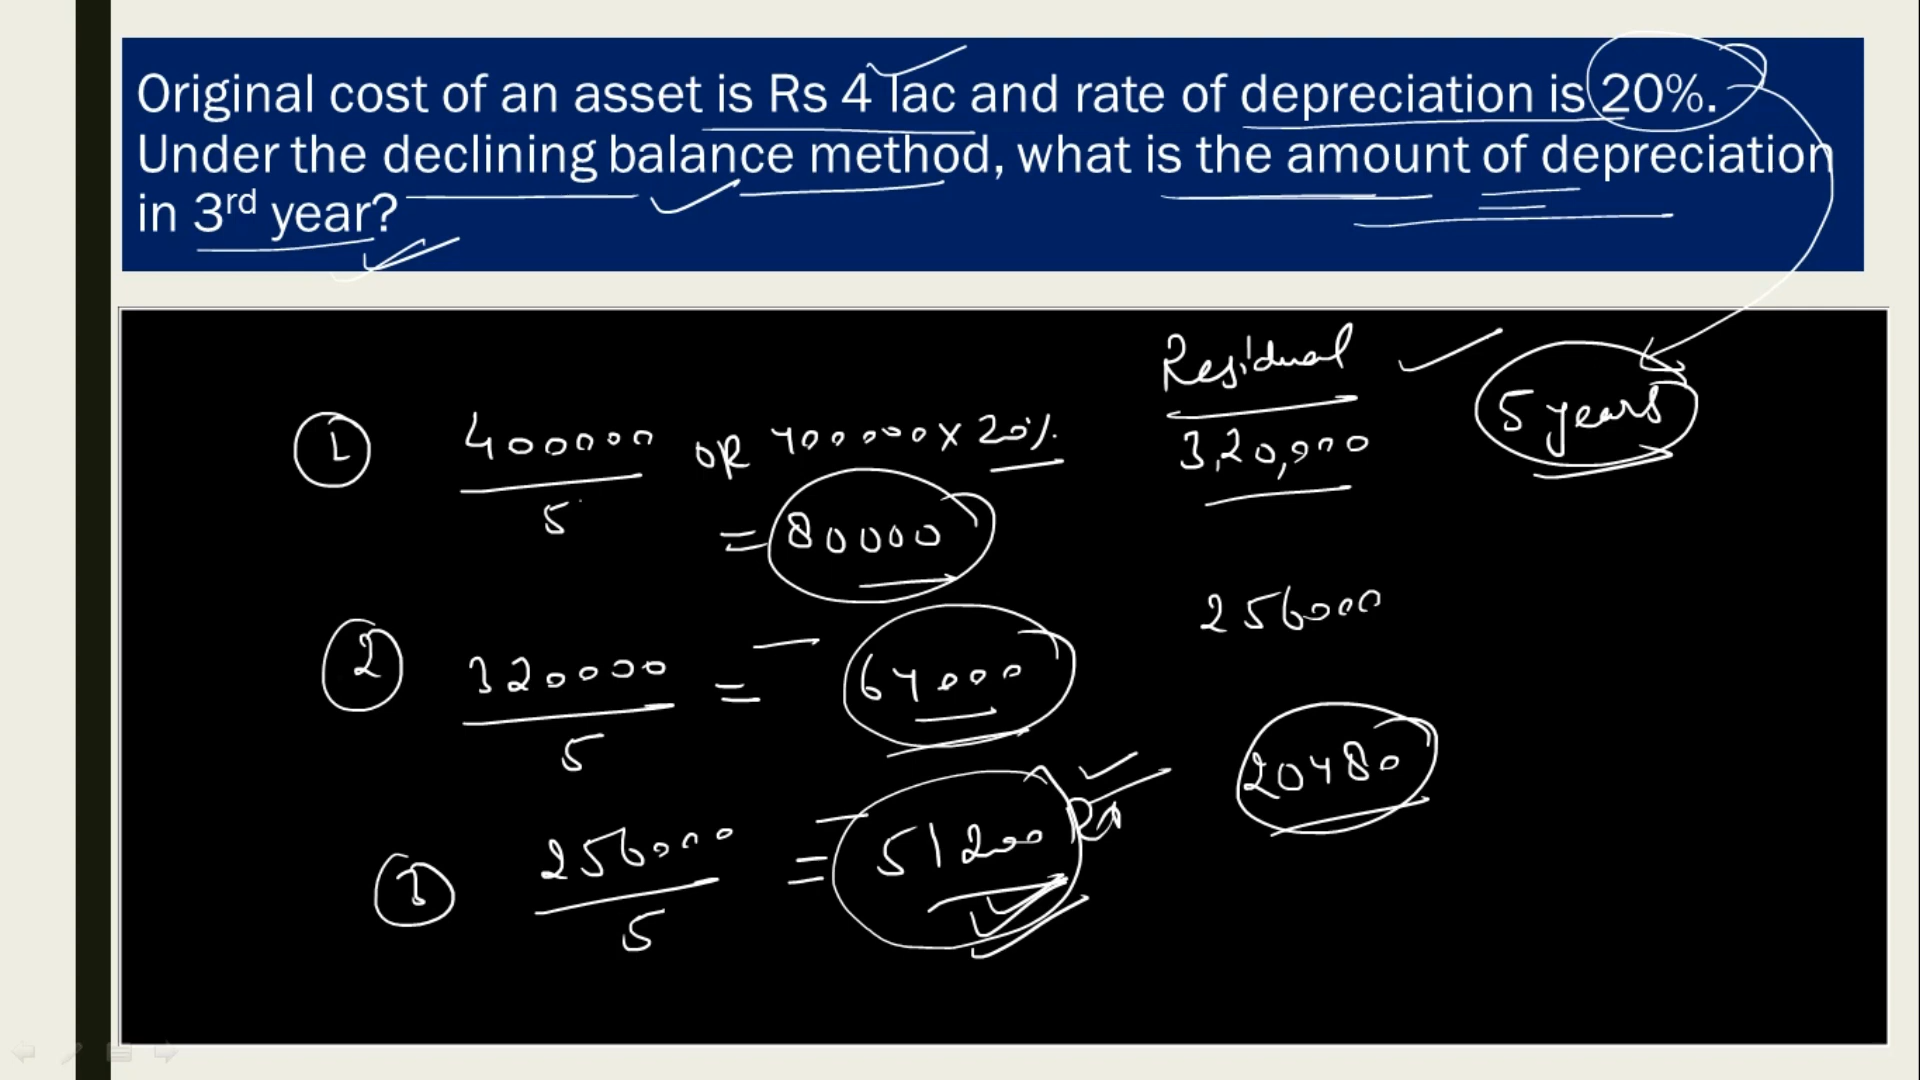 Original cost of an asset is Rs 4 lac and rate of depreciation is 20%.
Under the declining balance method, what is the amount of depreciation
in 3rd year?
Residual
5 years
1 400000 OR 400000 x 20% 3,20,000
5
= 80000
256000
2 320000 = 64000
5
20480
3 256000 = 51200 Rs
5